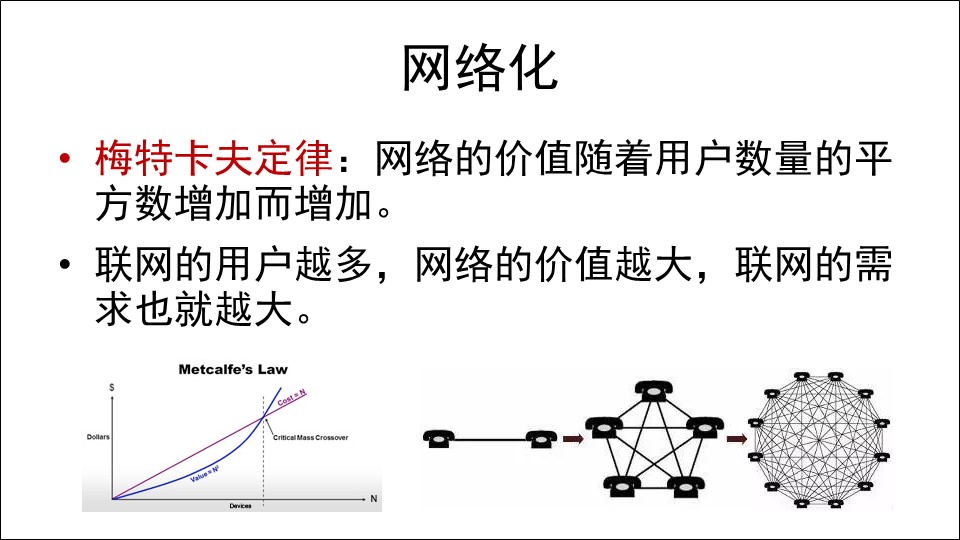 网络化
• 梅特卡夫定律：网络的价值随着用户数量的平
方数增加而增加。
• 联网的用户越多，网络的价值越大，联网的需
求也就越大。
Metcalfe's Law
$
Cost = N
Dollars
Critical Mass Crossover
Value = N²
N
Devices